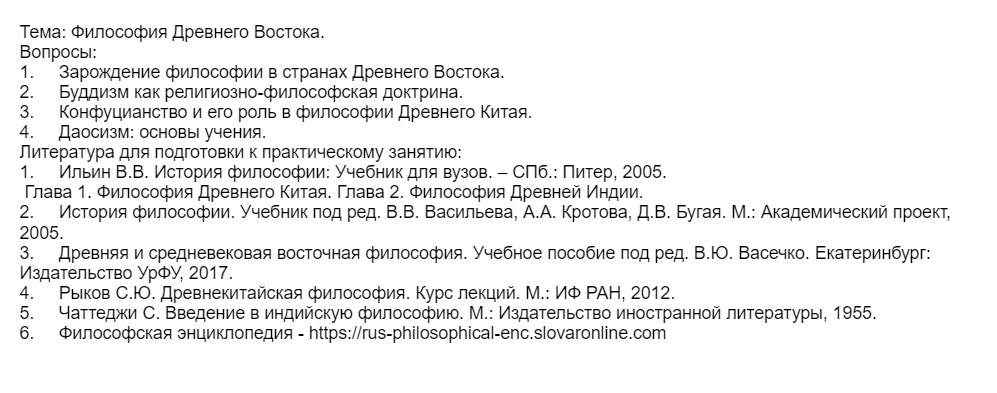 Тема: Философия Древнего Востока.
Вопросы:
1. Зарождение философии в странах Древнего Востока.
2. Буддизм как религиозно-философская доктрина.
3. Конфуцианство и его роль в философии Древнего Китая.
4. Даосизм: основы учения.
Литература для подготовки к практическому занятию:
1. Ильин В.В. История философии: Учебник для вузов. – СПб.: Питер, 2005.
Глава 1. Философия Древнего Китая. Глава 2. Философия Древней Индии.
2. История философии. Учебник под ред. В.В. Васильева, А.А. Кротова, Д.В. Бугая. М.: Академический проект,
2005.
3. Древняя и средневековая восточная философия. Учебное пособие под ред. В.Ю. Васечко. Екатеринбург:
Издательство УрФУ, 2017.
4. Рыков С.Ю. Древнекитайская философия. Курс лекций. М.: ИФ РАН, 2012.
5. Чаттеджи С. Введение в индийскую философию. М.: Издательство иностранной литературы, 1955.
6. Философская энциклопедия - https://rus-philosophical-enc.slovaronline.com